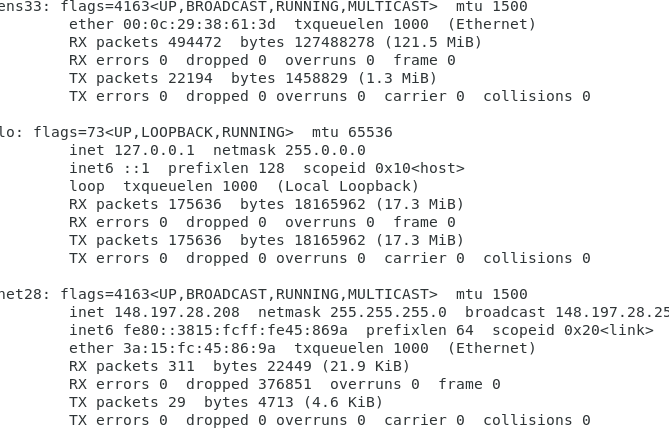 ens33: flags=4163<UP,BROADCAST,RUNNING,MULTICAST>  mtu 1500
        ether 00:0c:29:38:61:3d  txqueuelen 1000  (Ethernet)
        RX packets 494472  bytes 127488278 (121.5 MiB)
        RX errors 0  dropped 0  overruns 0  frame 0
        TX packets 22194  bytes 1458829 (1.3 MiB)
        TX errors 0  dropped 0 overruns 0  carrier 0  collisions 0

lo: flags=73<UP,LOOPBACK,RUNNING>  mtu 65536
        inet 127.0.0.1  netmask 255.0.0.0
        inet6 ::1  prefixlen 128  scopeid 0x10<host>
        loop  txqueuelen 1000  (Local Loopback)
        RX packets 175636  bytes 18165962 (17.3 MiB)
        RX errors 0  dropped 0  overruns 0  frame 0
        TX packets 175636  bytes 18165962 (17.3 MiB)
        TX errors 0  dropped 0 overruns 0  carrier 0  collisions 0

net28: flags=4163<UP,BROADCAST,RUNNING,MULTICAST>  mtu 1500
        inet 148.197.28.208  netmask 255.255.255.0  broadcast 148.197.28.25
        inet6 fe80::3815:fcff:fe45:869a  prefixlen 64  scopeid 0x20<link>
        ether 3a:15:fc:45:86:9a  txqueuelen 1000  (Ethernet)
        RX packets 311  bytes 22449 (21.9 KiB)
        RX errors 0  dropped 376851  overruns 0  frame 0
        TX packets 29  bytes 4713 (4.6 KiB)
        TX errors 0  dropped 0 overruns 0  carrier 0  collisions 0